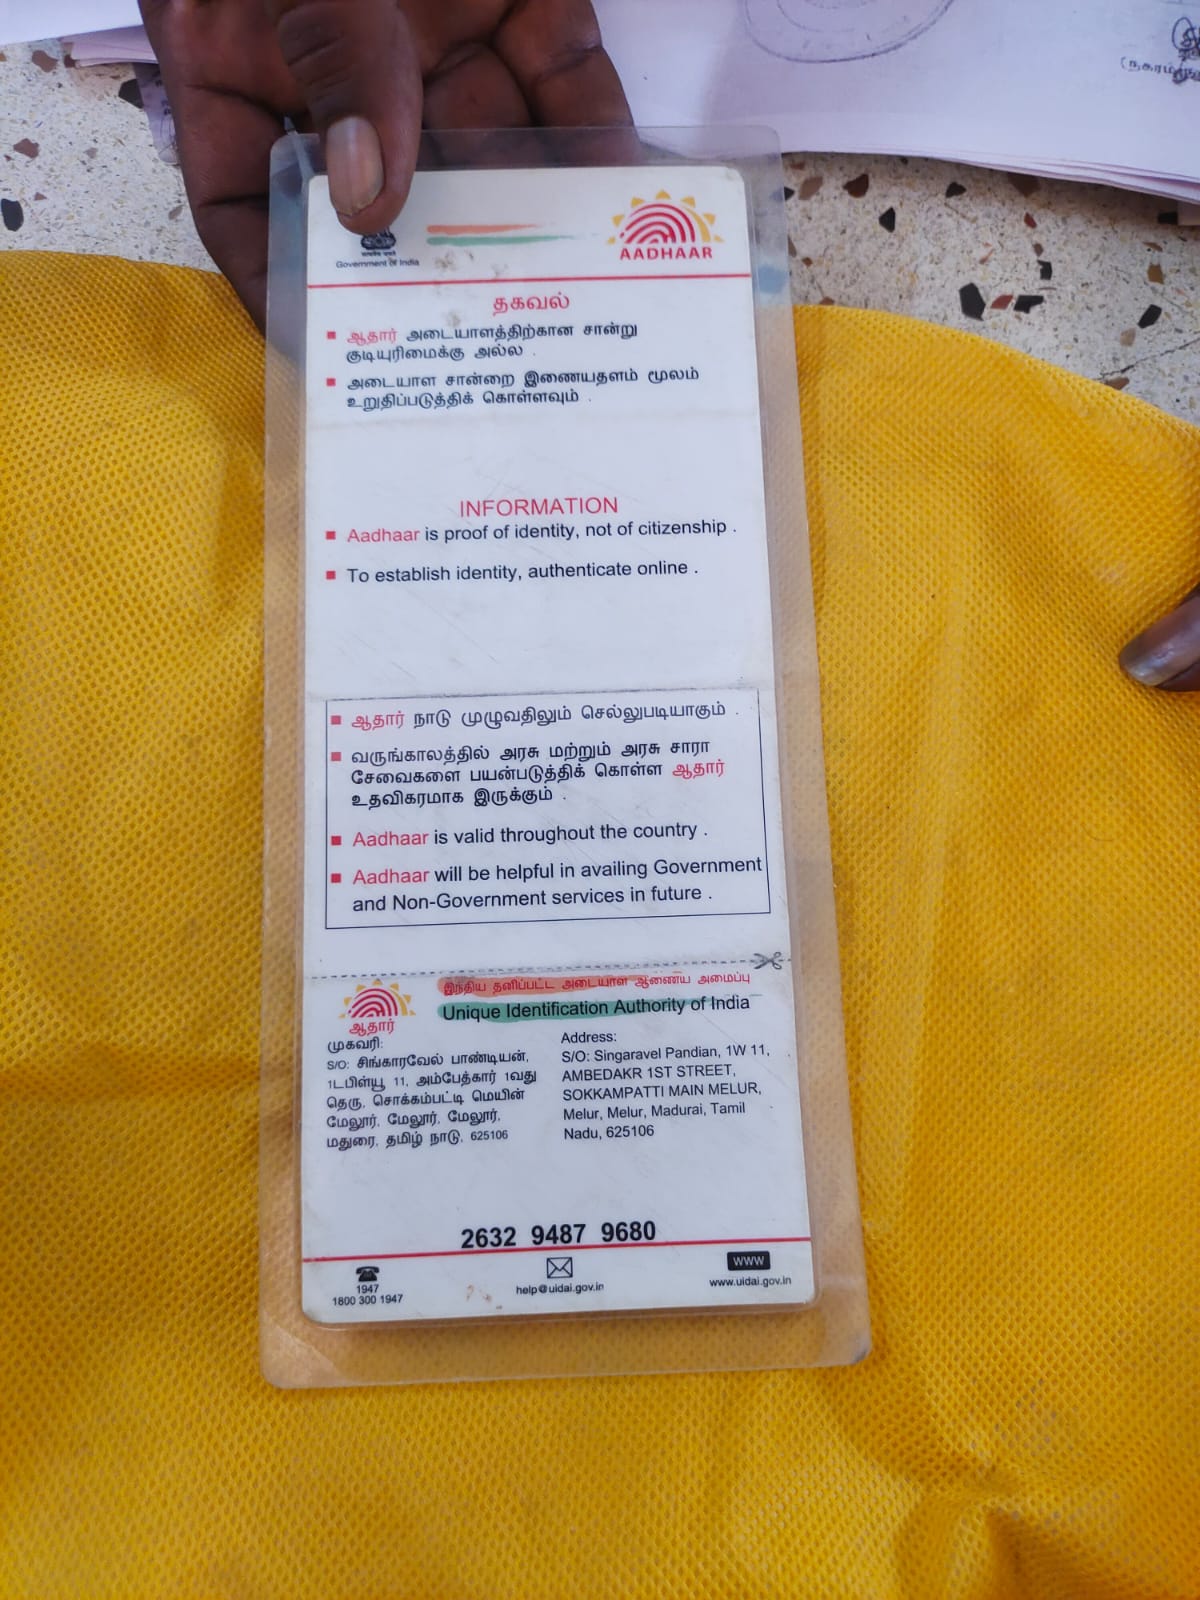 (நகரம்
Government of India
AADHAAR
தகவல்
ஆதார் அடையாளத்திற்கான சான்று
குடியுரிமைக்கு அல்ல .
அடையாள சான்றை இணையதளம் மூலம்
உறுதிப்படுத்திக் கொள்ளவும் .
INFORMATION
Aadhaar is proof of identity, not of citizenship .
To establish identity, authenticate online .
ஆதார் நாடு முழுவதிலும் செல்லுபடியாகும் .
வருங்காலத்தில் அரசு மற்றும் அரசு சாரா
சேவைகளை பயன்படுத்திக் கொள்ள ஆதார்
உதவிகரமாக இருக்கும் .
Aadhaar is valid throughout the country .
Aadhaar will be helpful in availing Government
and Non-Government services in future .
இந்திய தனிப்பட்ட அடையாள ஆணைய அமைப்பு
Unique Identification Authority of India
ஆதார்
முகவரி:
S/O: சிங்காரவேல் பாண்டியன்,
1டபிள்யூ 11, அம்பேத்கார் 1வது
தெரு, சொக்கம்பட்டி மெயின்
மேலூர், மேலூர், மேலூர்,
மதுரை, தமிழ் நாடு, 625106
Address:
S/O: Singaravel Pandian, 1W 11,
AMBEDAKR 1ST STREET,
SOKKAMPATTI MAIN MELUR,
Melur, Melur, Madurai, Tamil
Nadu, 625106
2632 9487 9680
1947
1800 300 1947
help@uidai.gov.in
WWW
www.uidai.gov.in